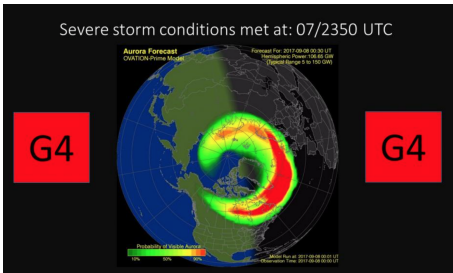 Severe storm conditions met at: 07/2350 UTC
Aurora Forecast
OVATION-Prime Model
Forecast For: 2017-09-08 00:30 UT
Hemispheric Power:106.65 GW
(Typical Range 5 to 150 GW)
G4
G4
Probability of Visible Aurora
10% 50% 90%
Model Run at: 2017-09-08 00:01 UT
Observation Time: 2017-09-08 00:00 UT